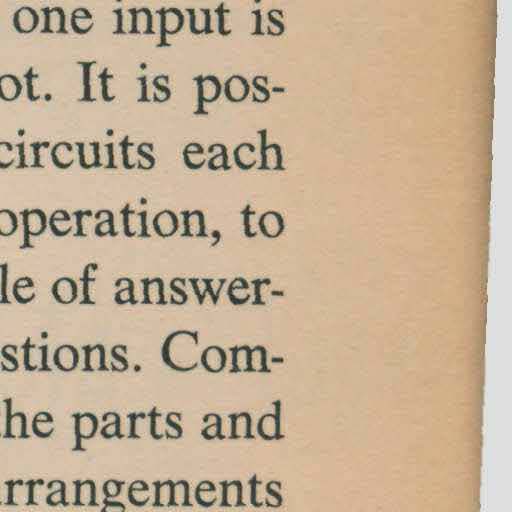 one input is
ot. It is pos-
circuits each
operation, to
le of answer-
stions. Com-
the parts and
rrangements